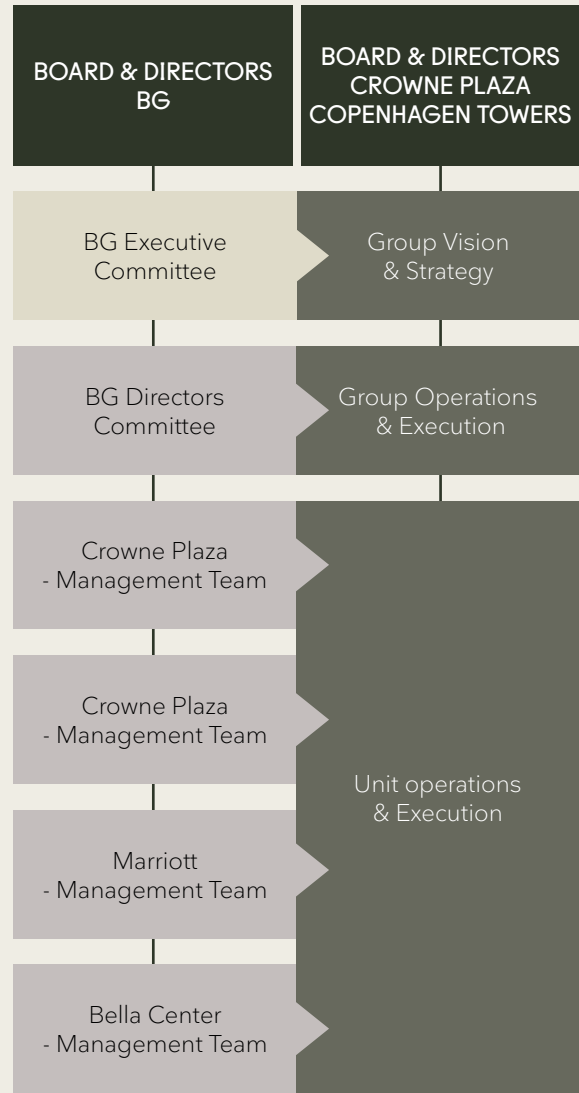 BOARD & DIRECTORS
BG
BOARD & DIRECTORS
CROWNE PLAZA
COPENHAGEN TOWERS
BG Executive
Committee
Group Vision
& Strategy
BG Directors
Committee
Group Operations
& Execution
Crowne Plaza
- Management Team
Crowne Plaza
- Management Team
Marriott
- Management Team
Bella Center
- Management Team
Unit operations
& Execution